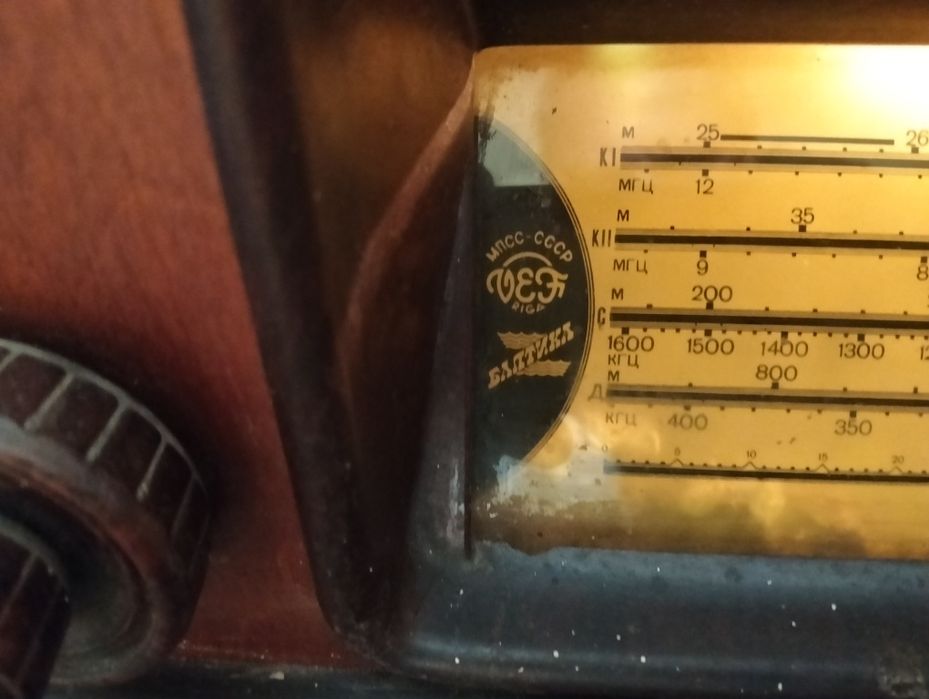 МПСС-СССР
VEF
RIGA
БАЛТИКА
М 25 26
КI
МГЦ 12
М 35
КII
МГЦ 9 8
М 200
С
1600 1500 1400 1300
КГЦ
М 800
Д
КГЦ 400 350
0 5 10 15 20